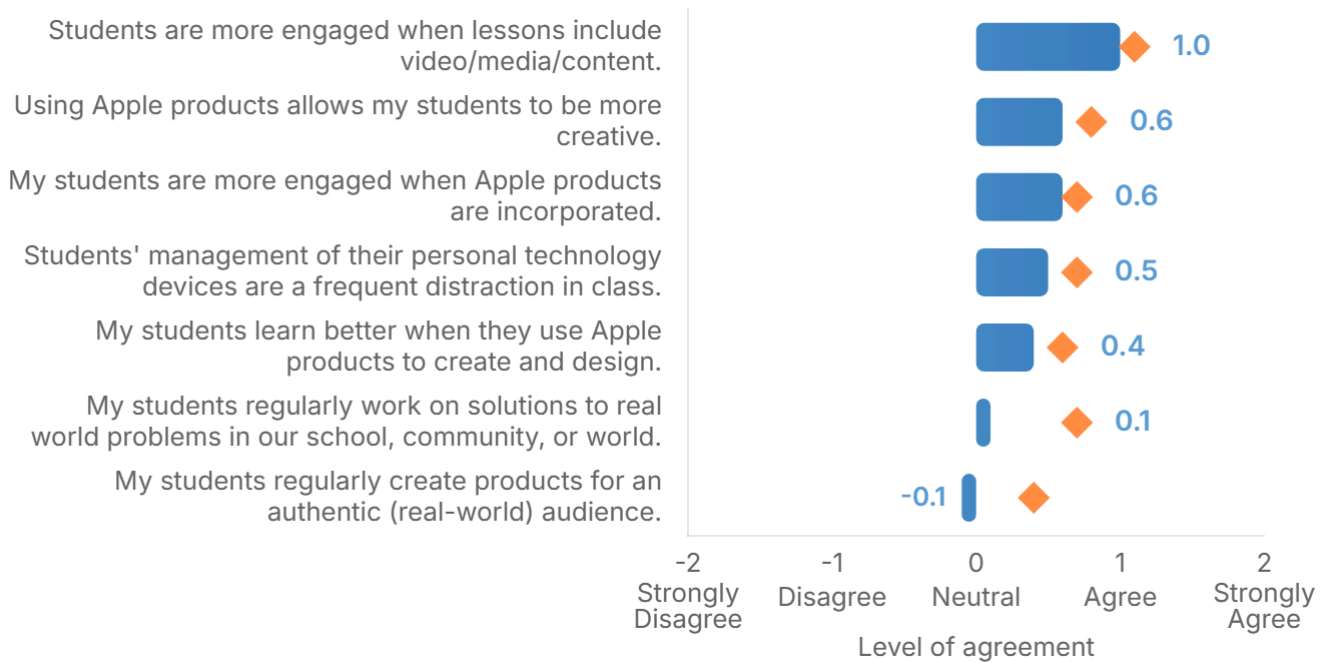 Students are more engaged when lessons include
video/media/content.
1.0
Using Apple products allows my students to be more
creative.
0.6
My students are more engaged when Apple products
are incorporated.
0.6
Students' management of their personal technology
devices are a frequent distraction in class.
0.5
My students learn better when they use Apple
products to create and design.
0.4
My students regularly work on solutions to real
world problems in our school, community, or world.
0.1
My students regularly create products for an
authentic (real-world) audience.
-0.1
-2 -1 0 1 2
Strongly Disagree Neutral Agree Strongly
Disagree Agree
Level of agreement